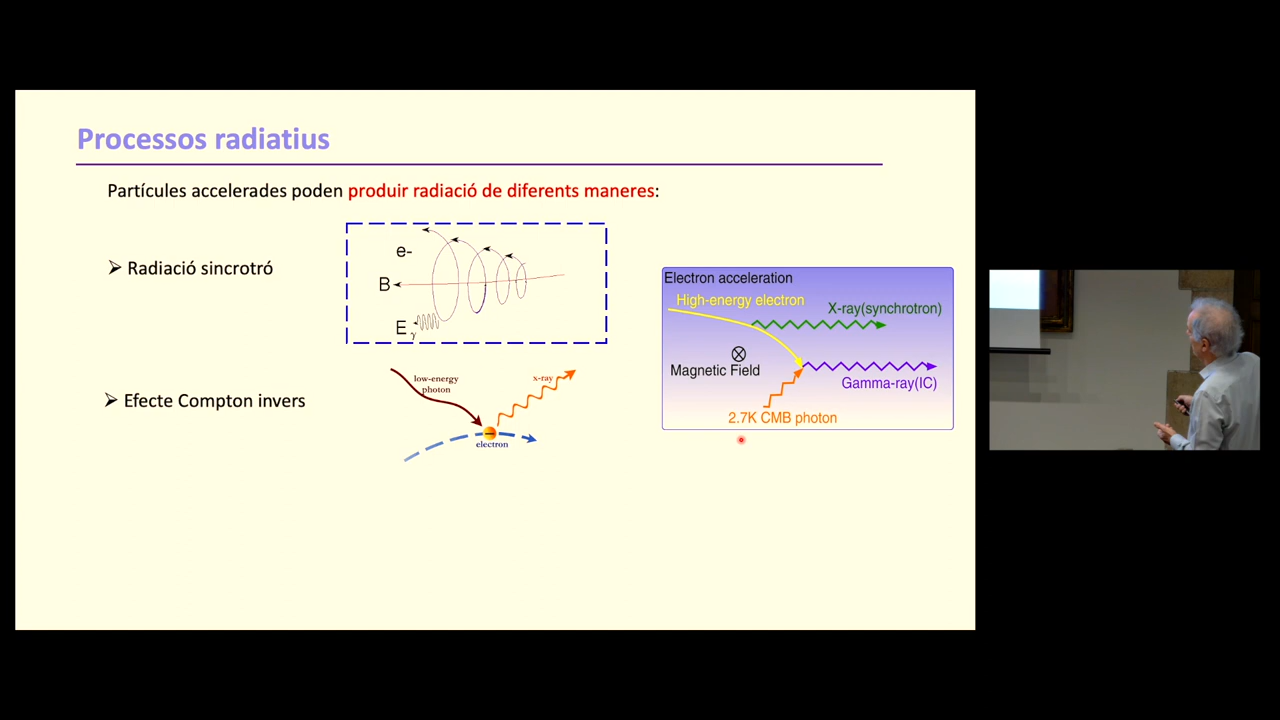 Processos radiatius
Partícules accelerades poden produir radiació de diferents maneres:
➢ Radiació sincrotró
e-
B
Eγ
➢ Efecte Compton invers
low-energy
photon
x-ray
electron
Electron acceleration
High-energy electron
X-ray(synchrotron)
Magnetic Field
Gamma-ray(IC)
2.7K CMB photon